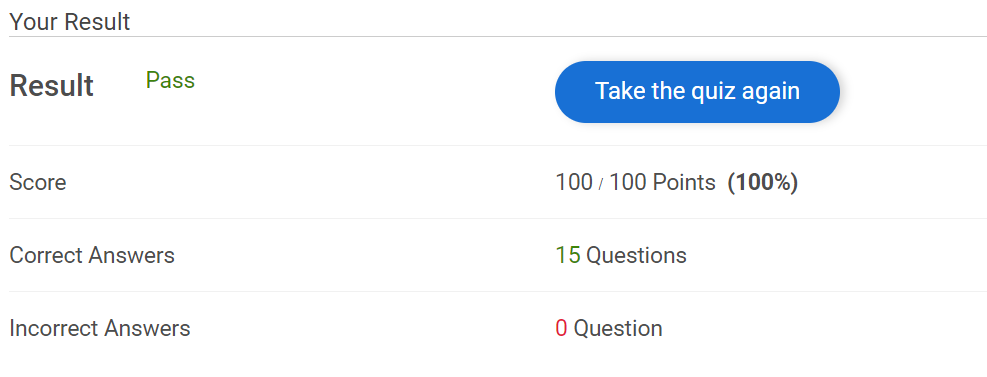 Your Result
Result Pass Take the quiz again
Score 100 / 100 Points (100%)
Correct Answers 15 Questions
Incorrect Answers 0 Question